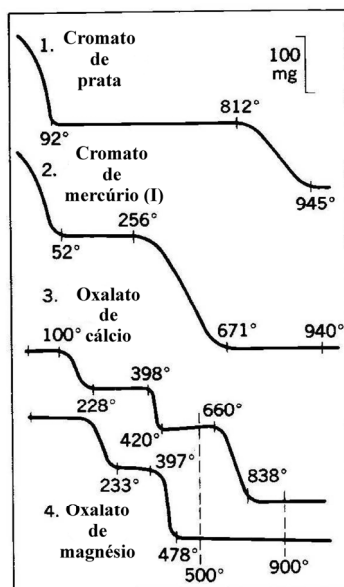 1. Cromato
de
prata
100
mg
812°
92°
945°
2. Cromato
de
mercúrio (I)
256°
52°
671°
940°
3. Oxalato
de
cálcio
100°
398°
228°
420°
660°
838°
233°
397°
4. Oxalato
de
magnésio
478°
500°
900°